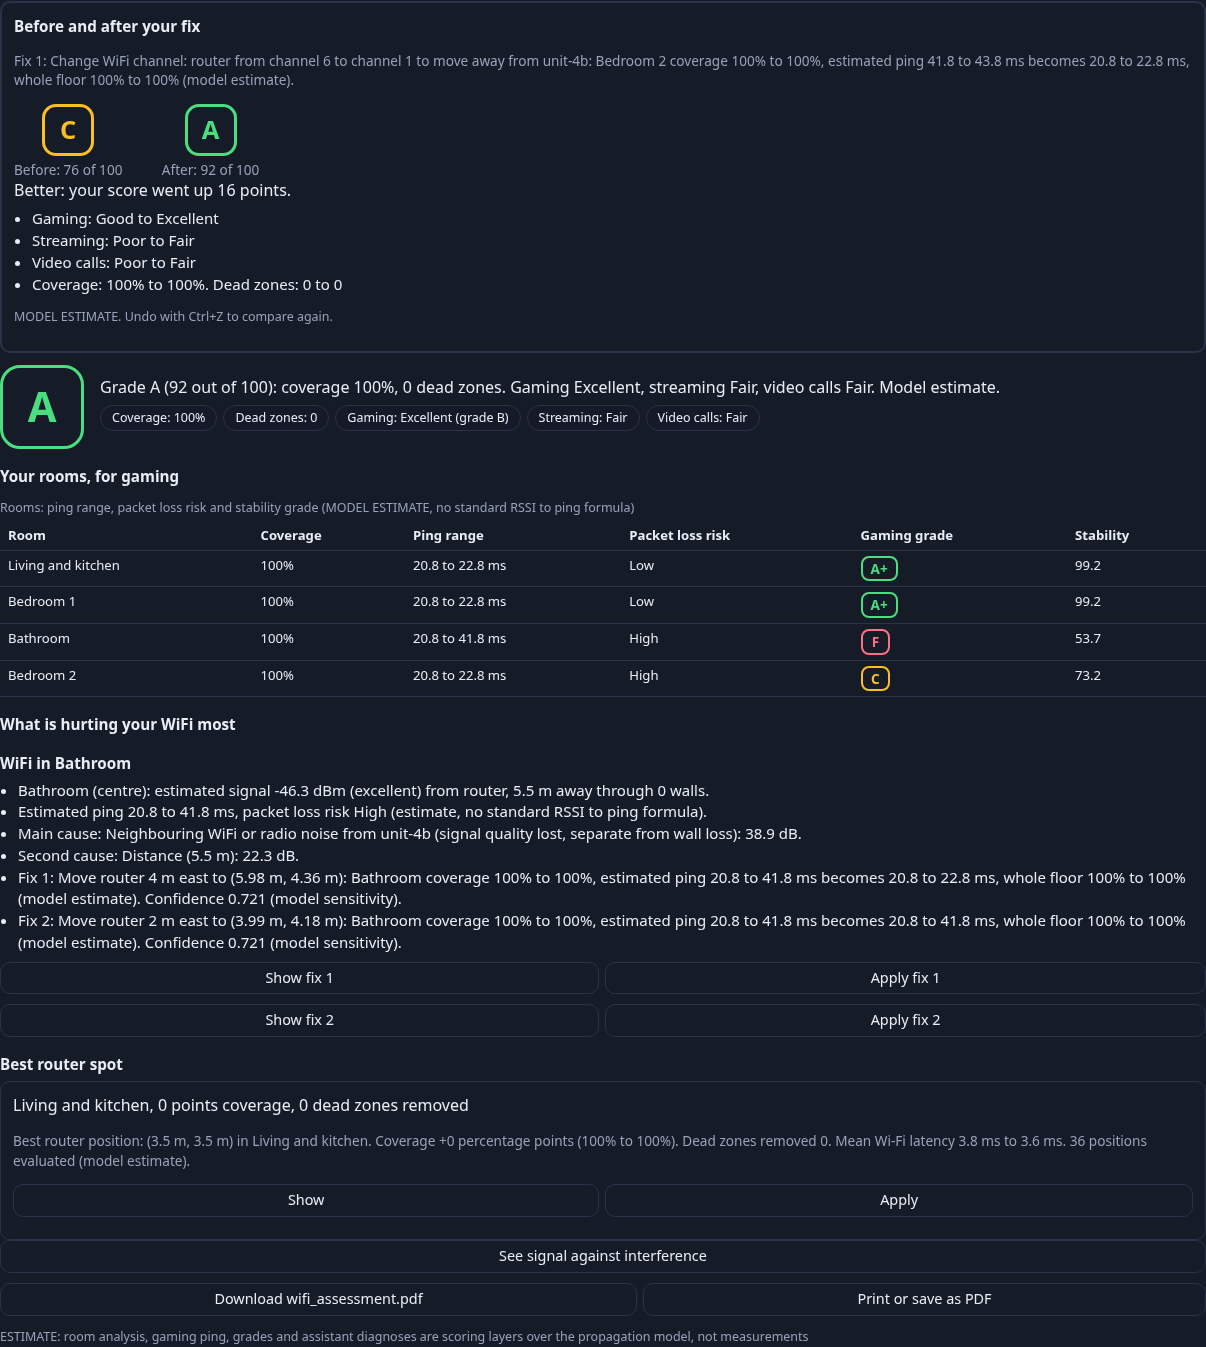 Before and after your fix
Fix 1: Change WiFi channel: router from channel 6 to channel 1 to move away from unit-4b: Bedroom 2 coverage 100% to 100%, estimated ping 41.8 to 43.8 ms becomes 20.8 to 22.8 ms,
whole floor 100% to 100% (model estimate).
C A
Before: 76 of 100 After: 92 of 100
Better: your score went up 16 points.
• Gaming: Good to Excellent
• Streaming: Poor to Fair
• Video calls: Poor to Fair
• Coverage: 100% to 100%. Dead zones: 0 to 0
MODEL ESTIMATE. Undo with Ctrl+Z to compare again.
A
Grade A (92 out of 100): coverage 100%, 0 dead zones. Gaming Excellent, streaming Fair, video calls Fair. Model estimate.
Coverage: 100% Dead zones: 0 Gaming: Excellent (grade B) Streaming: Fair Video calls: Fair
Your rooms, for gaming
Rooms: ping range, packet loss risk and stability grade (MODEL ESTIMATE, no standard RSSI to ping formula)
Room Coverage Ping range Packet loss risk Gaming grade Stability
Living and kitchen 100% 20.8 to 22.8 ms Low A+ 99.2
Bedroom 1 100% 20.8 to 22.8 ms Low A+ 99.2
Bathroom 100% 20.8 to 41.8 ms High F 53.7
Bedroom 2 100% 20.8 to 22.8 ms High C 73.2
What is hurting your WiFi most
WiFi in Bathroom
• Bathroom (centre): estimated signal -46.3 dBm (excellent) from router, 5.5 m away through 0 walls.
• Estimated ping 20.8 to 41.8 ms, packet loss risk High (estimate, no standard RSSI to ping formula).
• Main cause: Neighbouring WiFi or radio noise from unit-4b (signal quality lost, separate from wall loss): 38.9 dB.
• Second cause: Distance (5.5 m): 22.3 dB.
• Fix 1: Move router 4 m east to (5.98 m, 4.36 m): Bathroom coverage 100% to 100%, estimated ping 20.8 to 41.8 ms becomes 20.8 to 22.8 ms, whole floor 100% to 100%
(model estimate). Confidence 0.721 (model sensitivity).
• Fix 2: Move router 2 m east to (3.99 m, 4.18 m): Bathroom coverage 100% to 100%, estimated ping 20.8 to 41.8 ms becomes 20.8 to 41.8 ms, whole floor 100% to 100%
(model estimate). Confidence 0.721 (model sensitivity).
Show fix 1 Apply fix 1
Show fix 2 Apply fix 2
Best router spot
Living and kitchen, 0 points coverage, 0 dead zones removed
Best router position: (3.5 m, 3.5 m) in Living and kitchen. Coverage +0 percentage points (100% to 100%). Dead zones removed 0. Mean Wi-Fi latency 3.8 ms to 3.6 ms. 36 positions
evaluated (model estimate).
Show Apply
See signal against interference
Download wifi_assessment.pdf Print or save as PDF
ESTIMATE: room analysis, gaming ping, grades and assistant diagnoses are scoring layers over the propagation model, not measurements